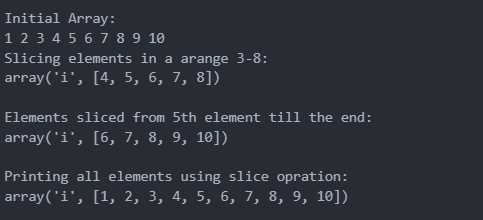 Initial Array:
1 2 3 4 5 6 7 8 9 10
Slicing elements in a arange 3-8:
array('i', [4, 5, 6, 7, 8])
Elements sliced from 5th element till the end:
array('i', [6, 7, 8, 9, 10])
Printing all elements using slice opration:
array('i', [1, 2, 3, 4, 5, 6, 7, 8, 9, 10])